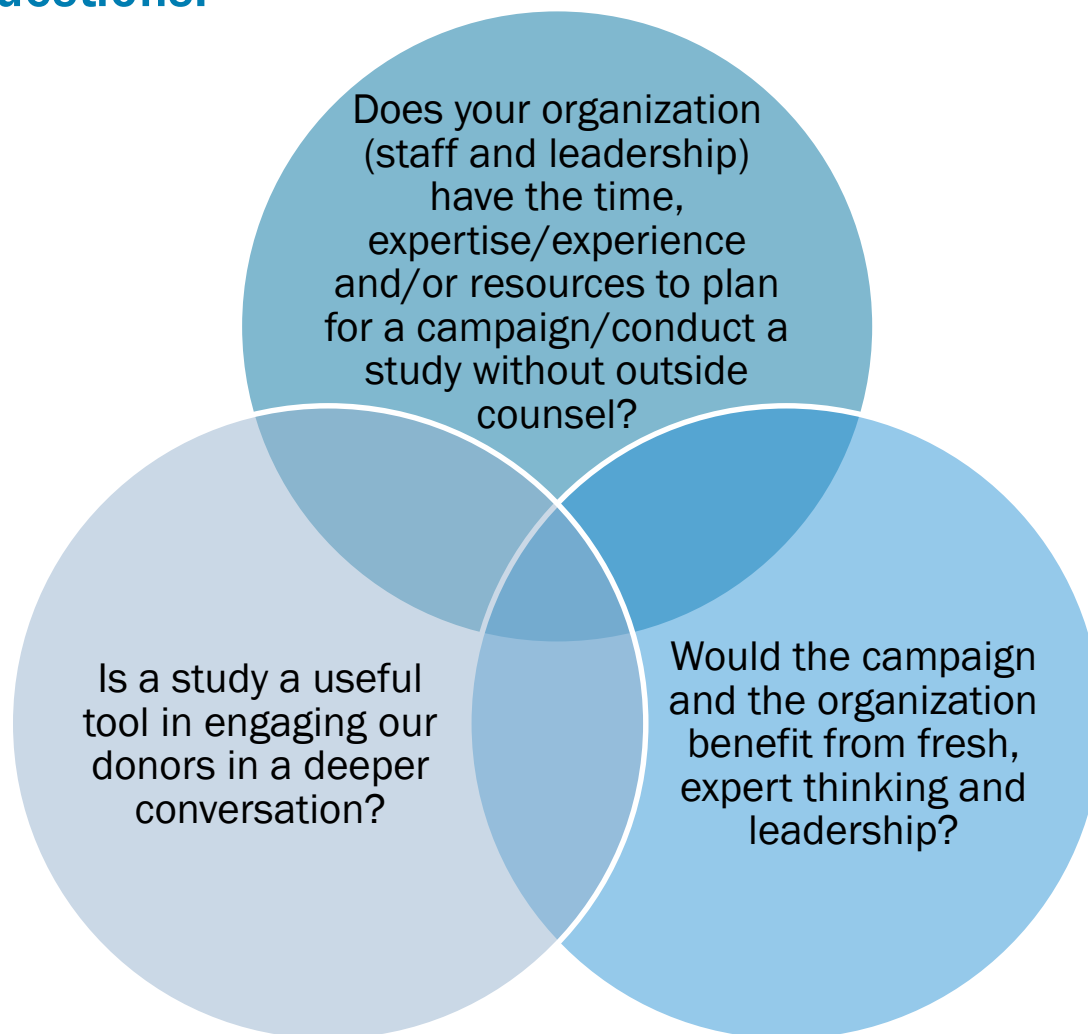 Does your organization
(staff and leadership)
have the time,
expertise/experience
and/or resources to plan
for a campaign/conduct a
study without outside
counsel?
Is a study a useful
tool in engaging our
donors in a deeper
conversation?
Would the campaign
and the organization
benefit from fresh,
expert thinking and
leadership?